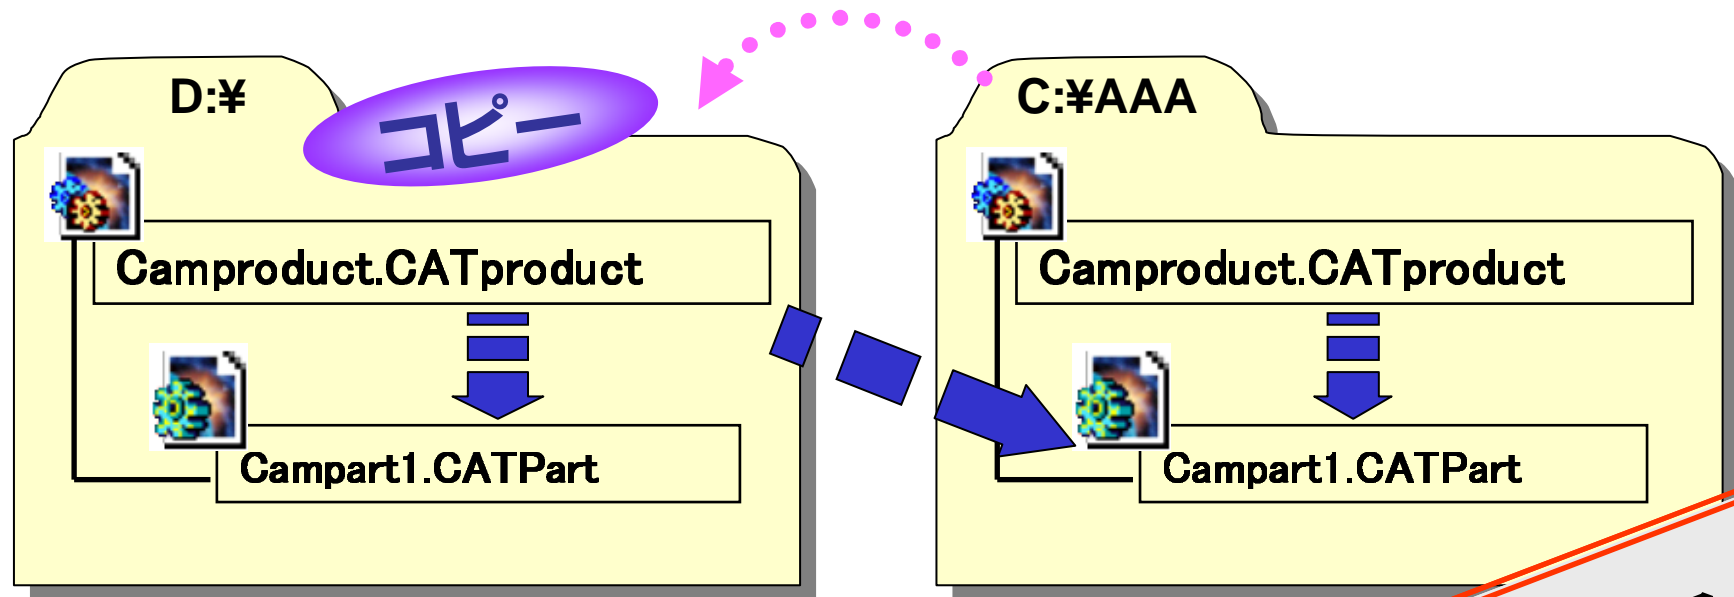 D:¥
コピー
Camproduct.CATproduct
Campart1.CATPart
C:¥AAA
Camproduct.CATproduct
Campart1.CATPart